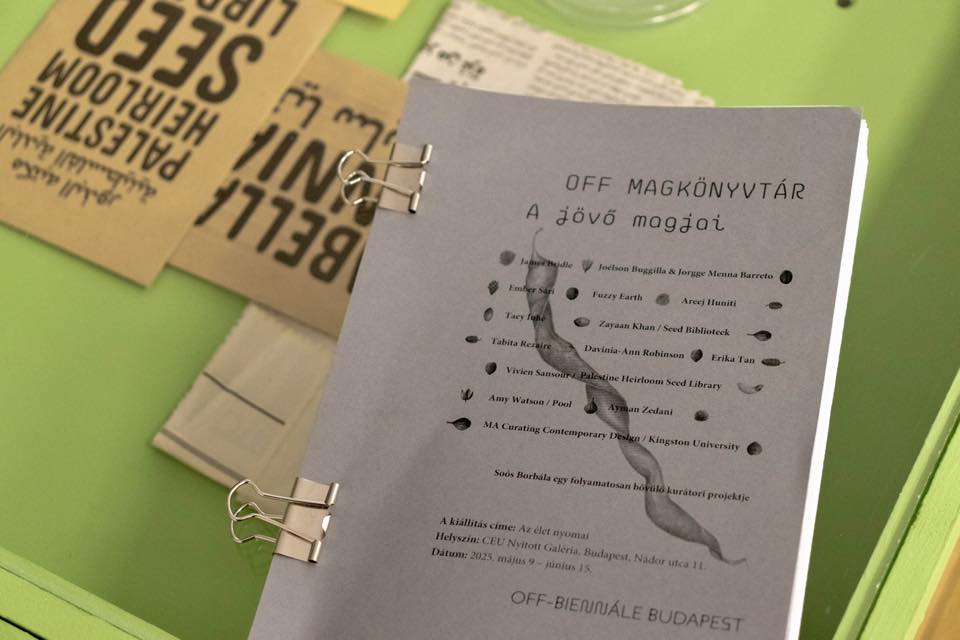 LIBR
SEED
HEIRLOOM
PALESTINE
ABELLA
OFF MAGKÖNYVTÁR
A jövő magjai
James Bridle Joélson Buggilla & Jorgge Menna Barreto
Ember Sári Fuzzy Earth Areej Huniti
Tacy Zayaan Khan / Seed Biblioteek
Tabita Rezaire Davinia-Ann Robinson Erika Tan
Vivien Sansour / Palestine Heirloom Seed Library
Amy Watson / Pool Ayman Zedani
MA Curating Contemporary Design / Kingston University
Soós Borbála egy folyamatosan bővülő kurátori projektje
A kiállítás címe: Az élet nyomai
Helyszín: CEU Nyitott Galéria, Budapest, Nádor utca 11.
Dátum: 2025. május 9 – június 15.
OFF-BIENNÁLE BUDAPEST